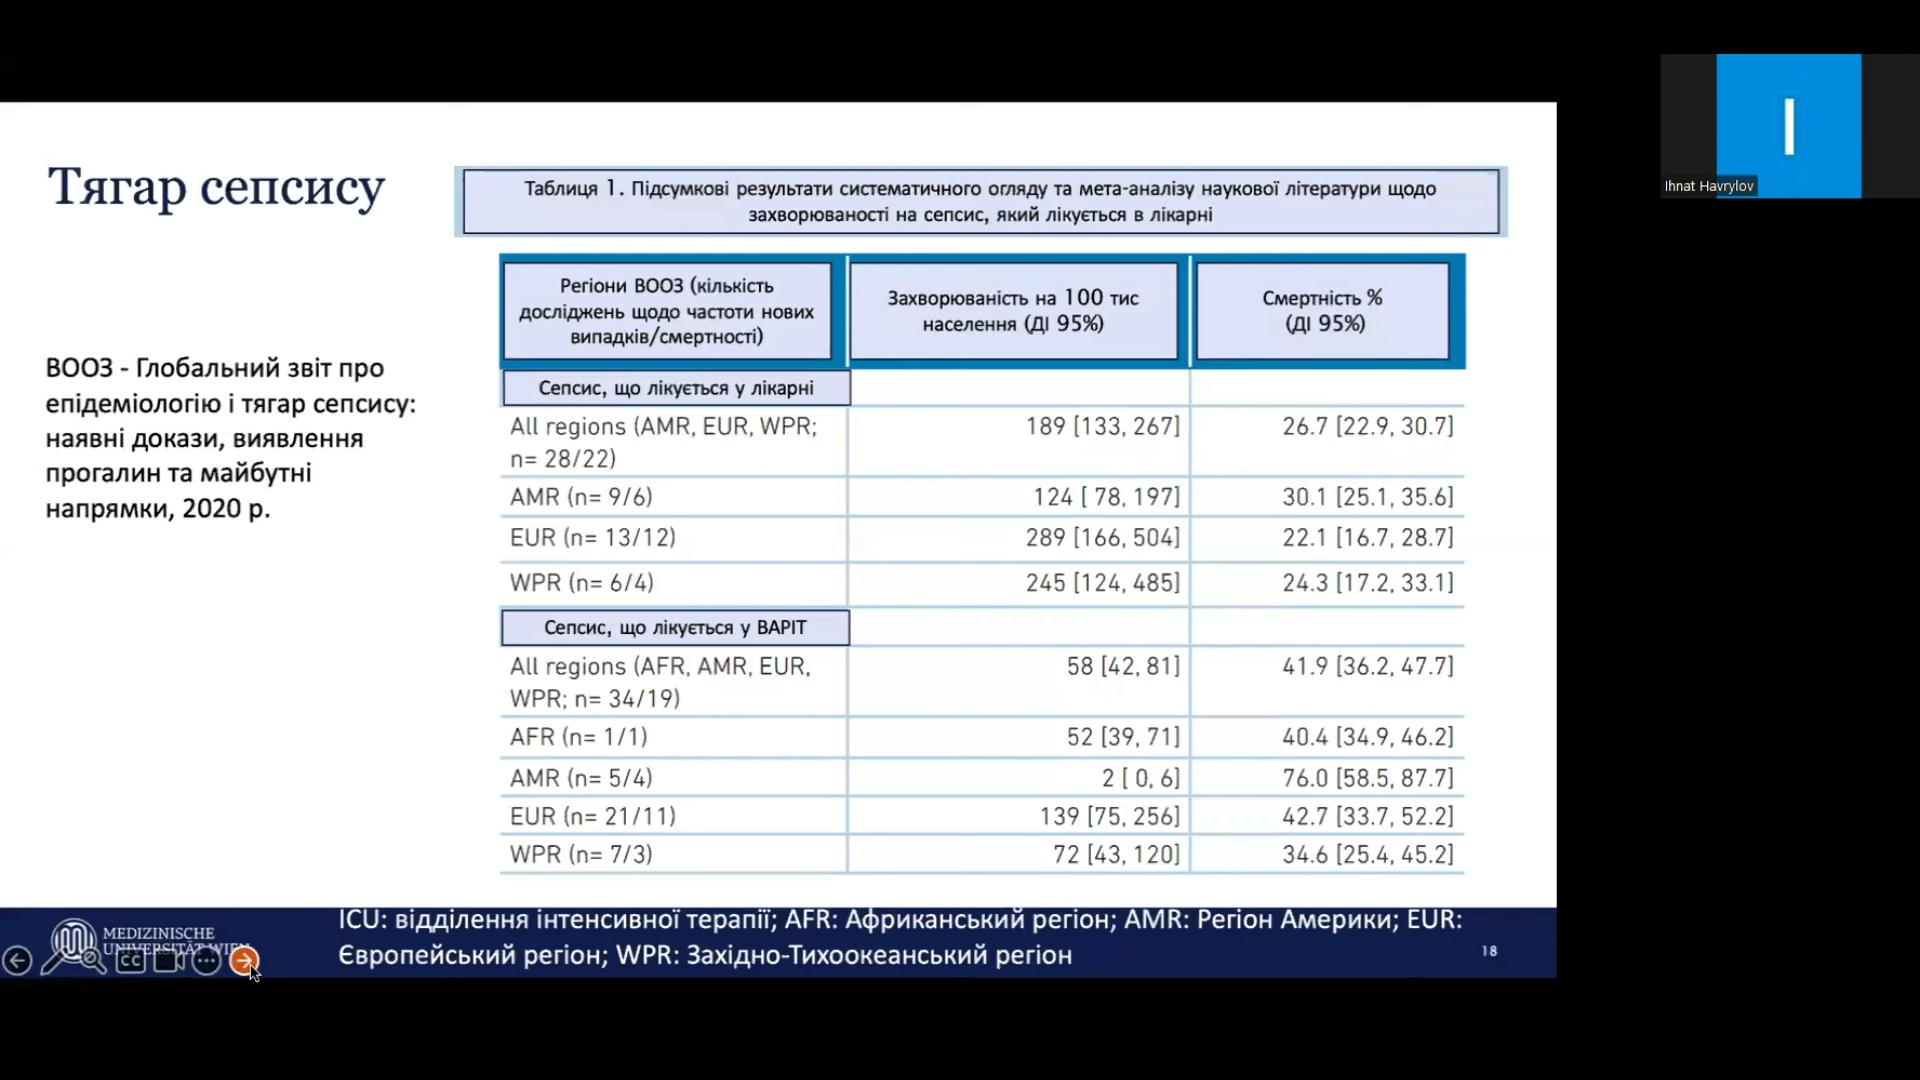 Тягар сепсису
ВООЗ - Глобальний звіт про
епідеміологію і тягар сепсису:
наявні докази, виявлення
прогалин та майбутні
напрямки, 2020 р.
Таблиця 1. Підсумкові результати систематичного огляду та мета-аналізу наукової літератури щодо
захворюваності на сепсис, який лікується в лікарні
Регіони ВООЗ (кількість
досліджень щодо частоти нових
випадків/смертності)
Захворюваність на 100 тис
населення (ДІ 95%)
Смертність %
(ДІ 95%)
Сепсис, що лікується у лікарні
All regions (AMR, EUR, WPR; 189 [133, 267] 26.7 [22.9, 30.7]
n= 28/22)
AMR (n= 9/6) 124 [ 78, 197] 30.1 [25.1, 35.6]
EUR (n= 13/12) 289 [166, 504] 22.1 [16.7, 28.7]
WPR (n= 6/4) 245 [124, 485] 24.3 [17.2, 33.1]
Сепсис, що лікується у ВАРІТ
All regions (AFR, AMR, EUR, 58 [42, 81] 41.9 [36.2, 47.7]
WPR; n= 34/19)
AFR (n= 1/1) 52 [39, 71] 40.4 [34.9, 46.2]
AMR (n= 5/4) 2 [ 0, 6] 76.0 [58.5, 87.7]
EUR (n= 21/11) 139 [75, 256] 42.7 [33.7, 52.2]
WPR (n= 7/3) 72 [43, 120] 34.6 [25.4, 45.2]
ICU: відділення інтенсивної терапії; AFR: Африканський регіон; AMR: Регіон Америки; EUR:
Європейський регіон; WPR: Західно-Тихоокеанський регіон
MEDIZINISCHE
UNIVERSITÄT WIEN
CC
18
I
Ihnat Havrylov